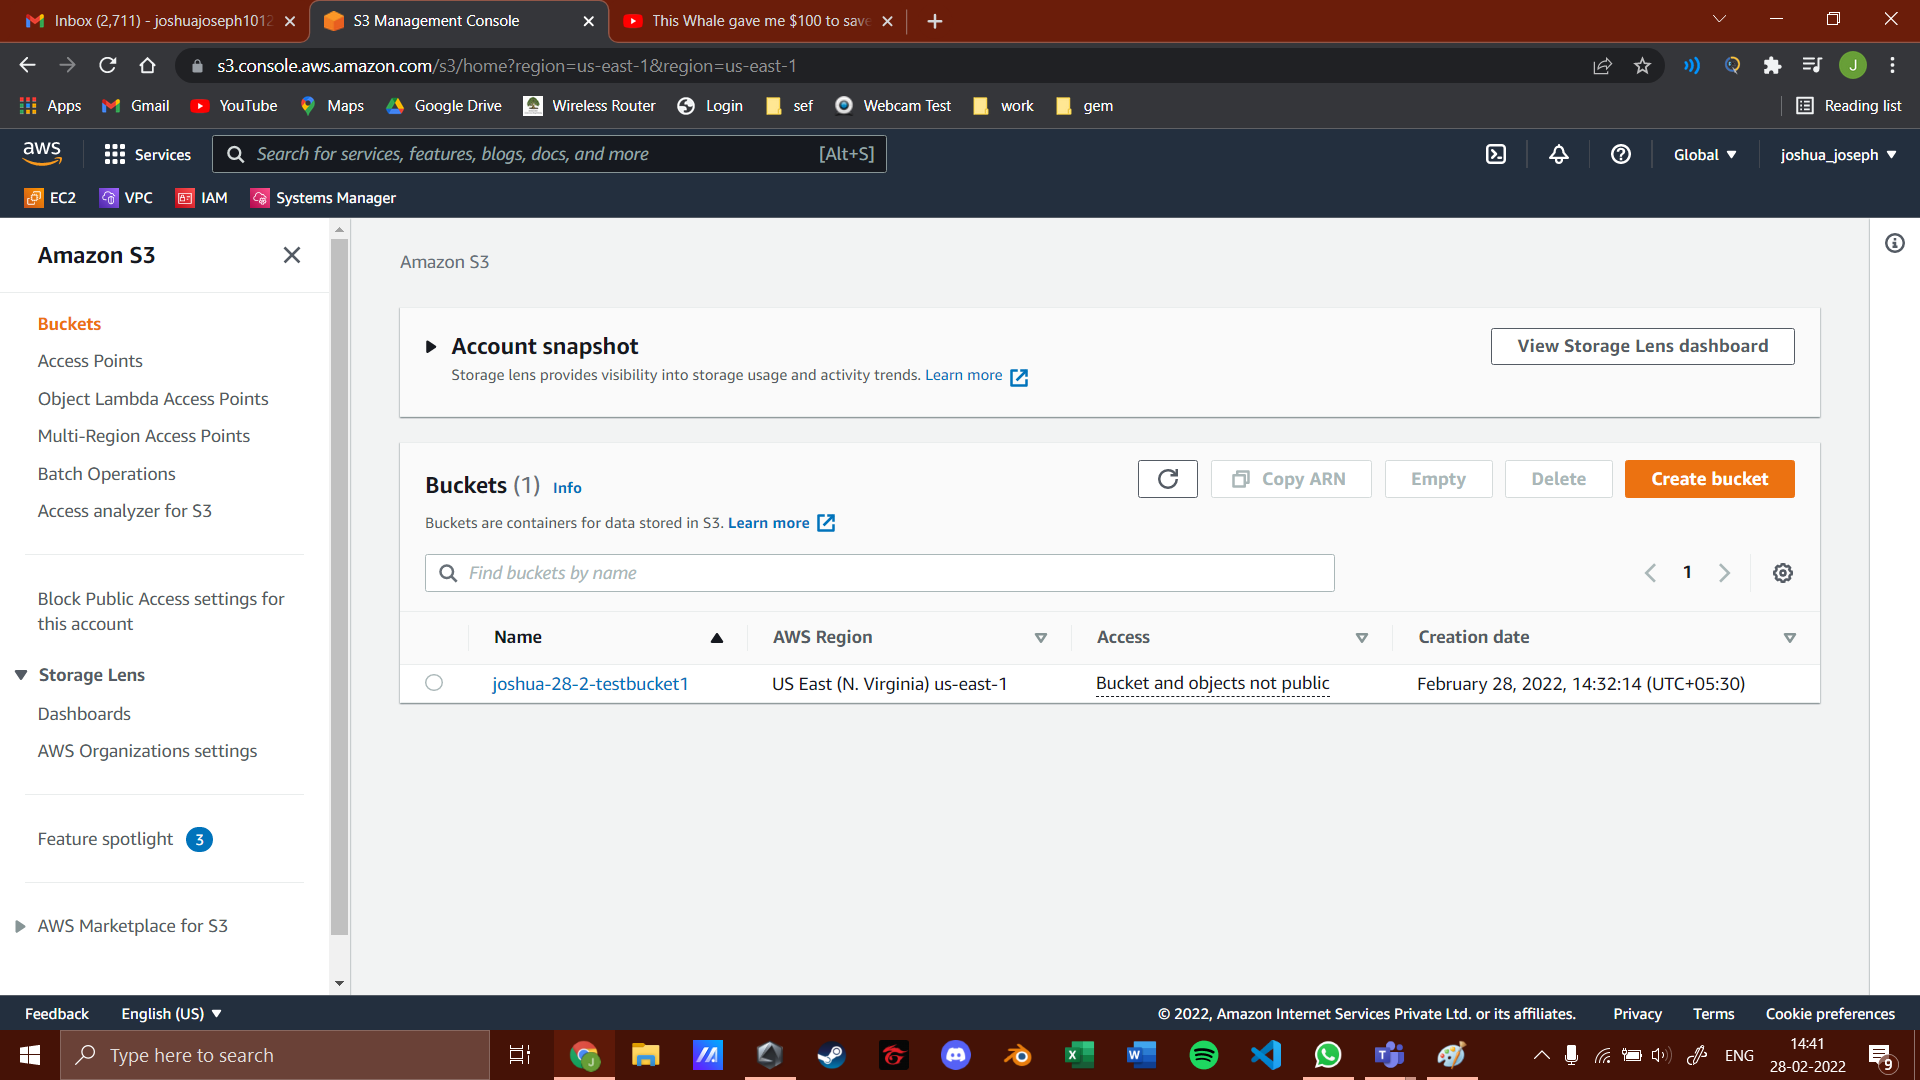 Inbox (2,711) - joshuajoseph1012
S3 Management Console
This Whale gave me $100 to save
s3.console.aws.amazon.com/s3/home?region=us-east-1&region=us-east-1
J
Apps
Gmail
YouTube
Maps
Google Drive
Wireless Router
Login
sef
Webcam Test
work
gem
Reading list
aws
Services
Search for services, features, blogs, docs, and more
[Alt+S]
Global
joshua_joseph
EC2
VPC
IAM
Systems Manager
Amazon S3
Buckets
Access Points
Object Lambda Access Points
Multi-Region Access Points
Batch Operations
Access analyzer for S3
Block Public Access settings for
this account
Storage Lens
Dashboards
AWS Organizations settings
Feature spotlight 3
AWS Marketplace for S3
Amazon S3
Account snapshot
View Storage Lens dashboard
Storage lens provides visibility into storage usage and activity trends. Learn more
Buckets (1) Info
Copy ARN
Empty
Delete
Create bucket
Buckets are containers for data stored in S3. Learn more
Find buckets by name
1
Name
AWS Region
Access
Creation date
joshua-28-2-testbucket1
US East (N. Virginia) us-east-1
Bucket and objects not public
February 28, 2022, 14:32:14 (UTC+05:30)
Feedback
English (US)
© 2022, Amazon Internet Services Private Ltd. or its affiliates.
Privacy
Terms
Cookie preferences
Type here to search
ENG
14:41
28-02-2022
9